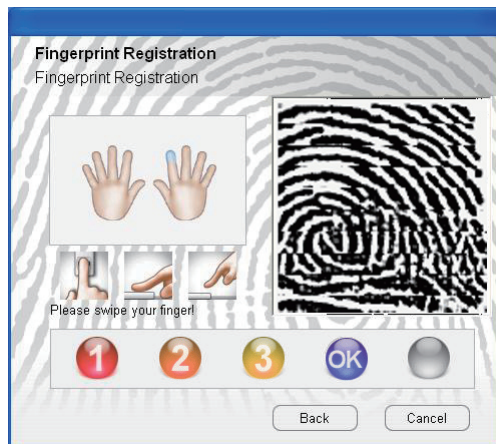 Fingerprint Registration
Fingerprint Registration
Please swipe your finger!
1 2 3 OK
Back Cancel